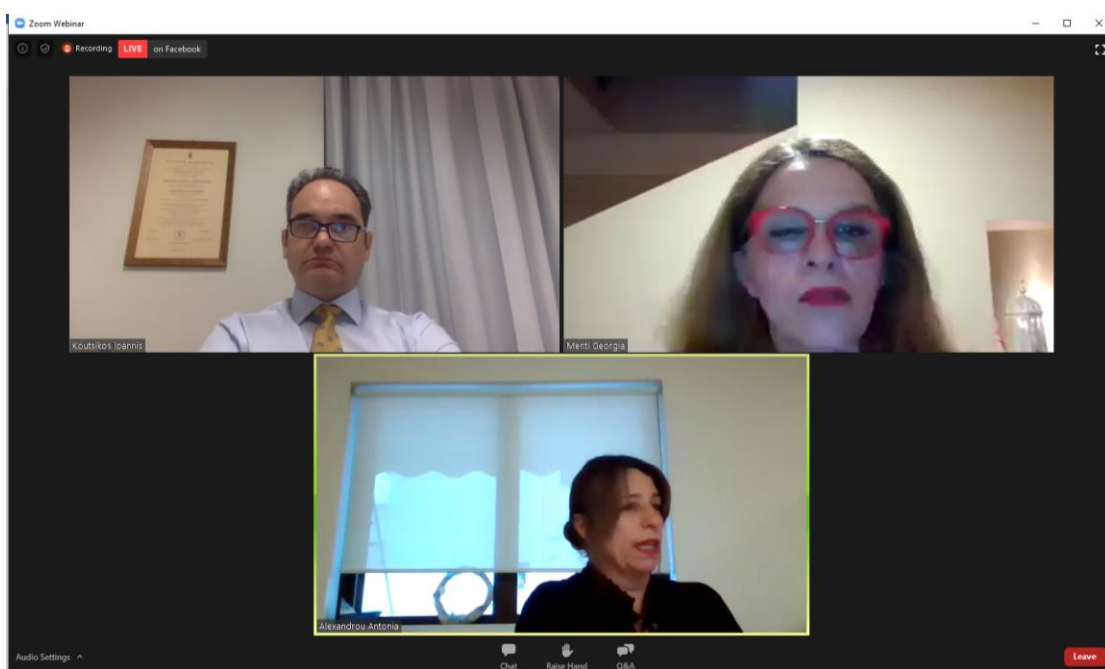 Zoom Webinar
Recording LIVE on Facebook
Koutsikos Ioannis
Menti Georgia
Alexandrou Antonia
Audio Settings
Chat
Raise Hand
Q&A
Leave